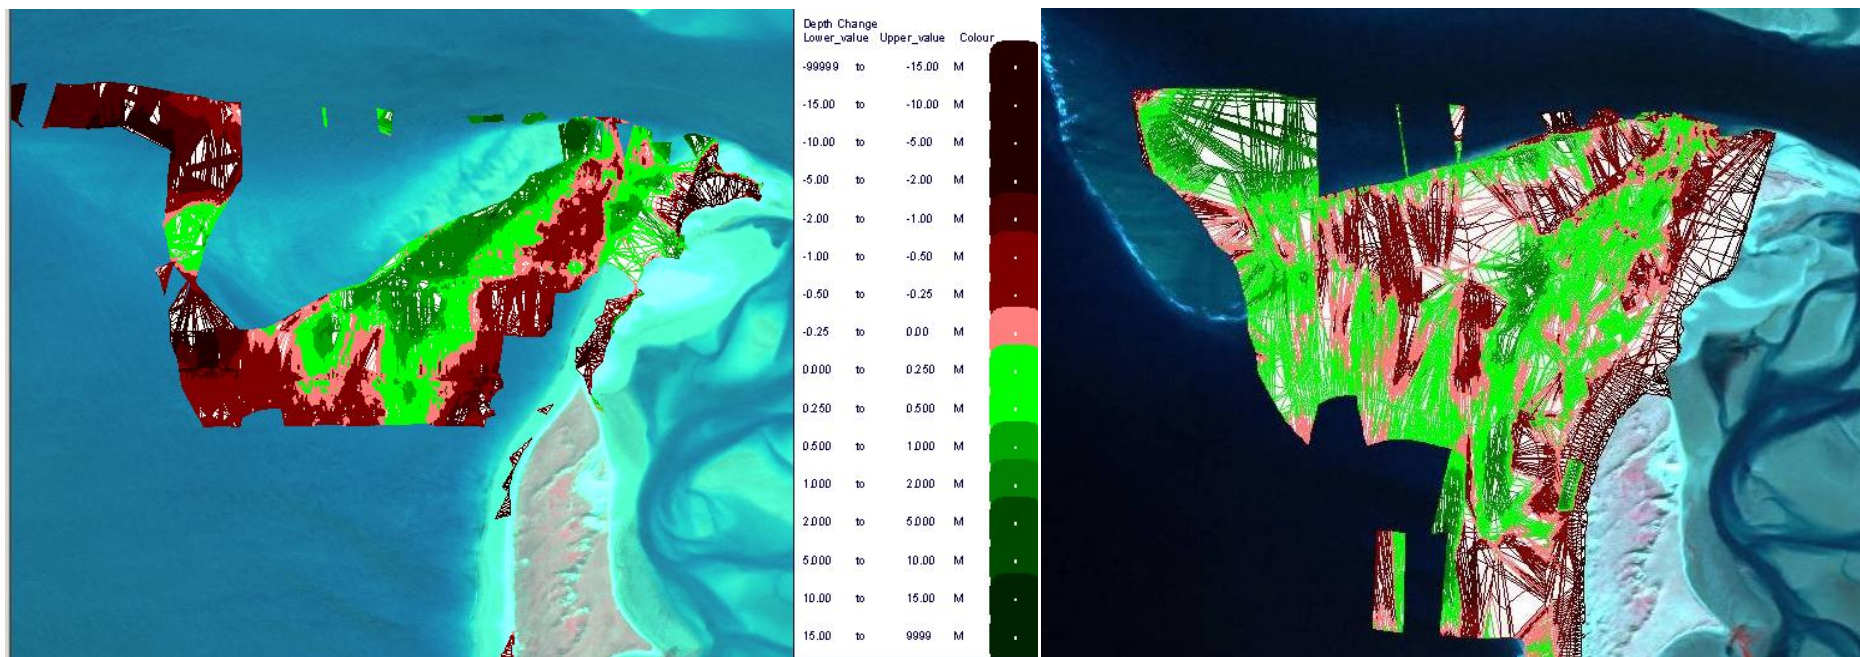 Depth Change
Lower_value Upper_value Colour
-99999 to -15.00 M
-15.00 to -10.00 M
-10.00 to -5.00 M
-5.00 to -2.00 M
-2.00 to -1.00 M
-1.00 to -0.50 M
-0.50 to -0.25 M
-0.25 to 0.00 M
0.000 to 0.250 M
0.250 to 0.500 M
0.500 to 1.000 M
1.000 to 2.000 M
2.000 to 5.000 M
5.000 to 10.00 M
10.00 to 15.00 M
15.00 to 9999 M